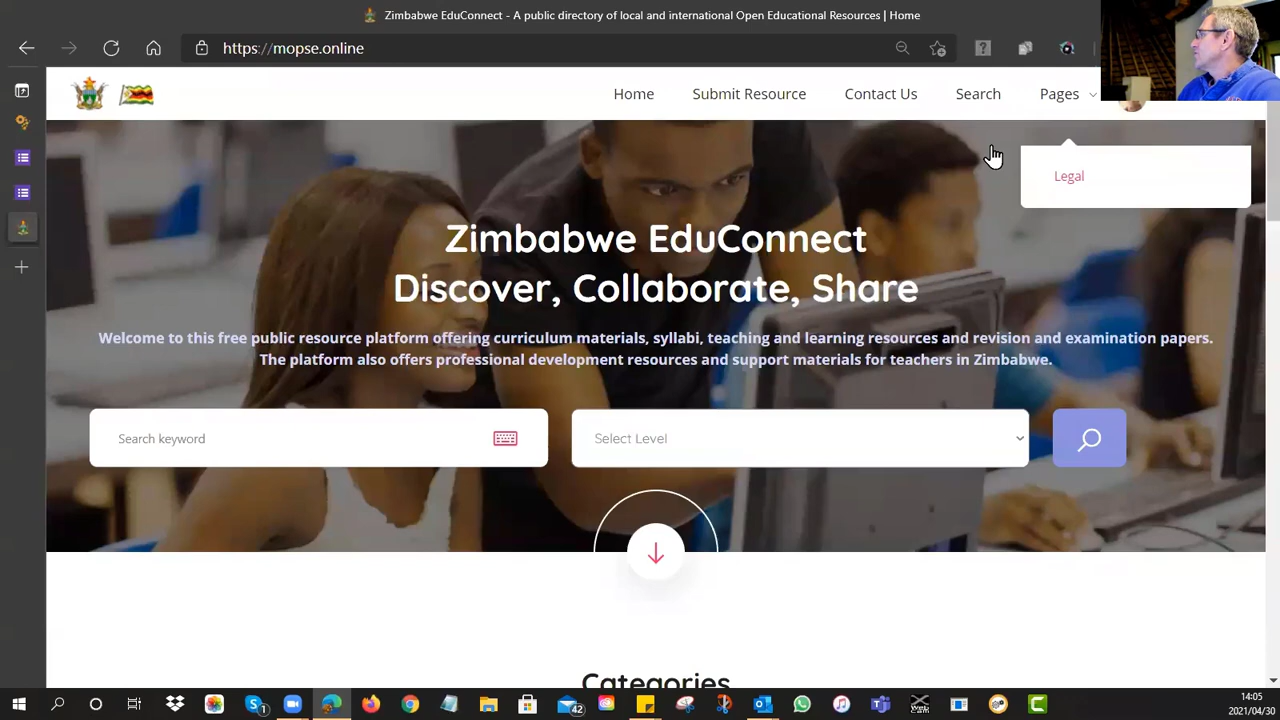 Zimbabwe EduConnect - A public directory of local and international Open Educational Resources | Home
https://mopse.online
Home Submit Resource Contact Us Search Pages
Legal
Zimbabwe EduConnect
Discover, Collaborate, Share
Welcome to this free public resource platform offering curriculum materials, syllabi, teaching and learning resources and revision and examination papers.
The platform also offers professional development resources and support materials for teachers in Zimbabwe.
Search keyword Select Level
Categories
1
42
14:05
2021/04/30